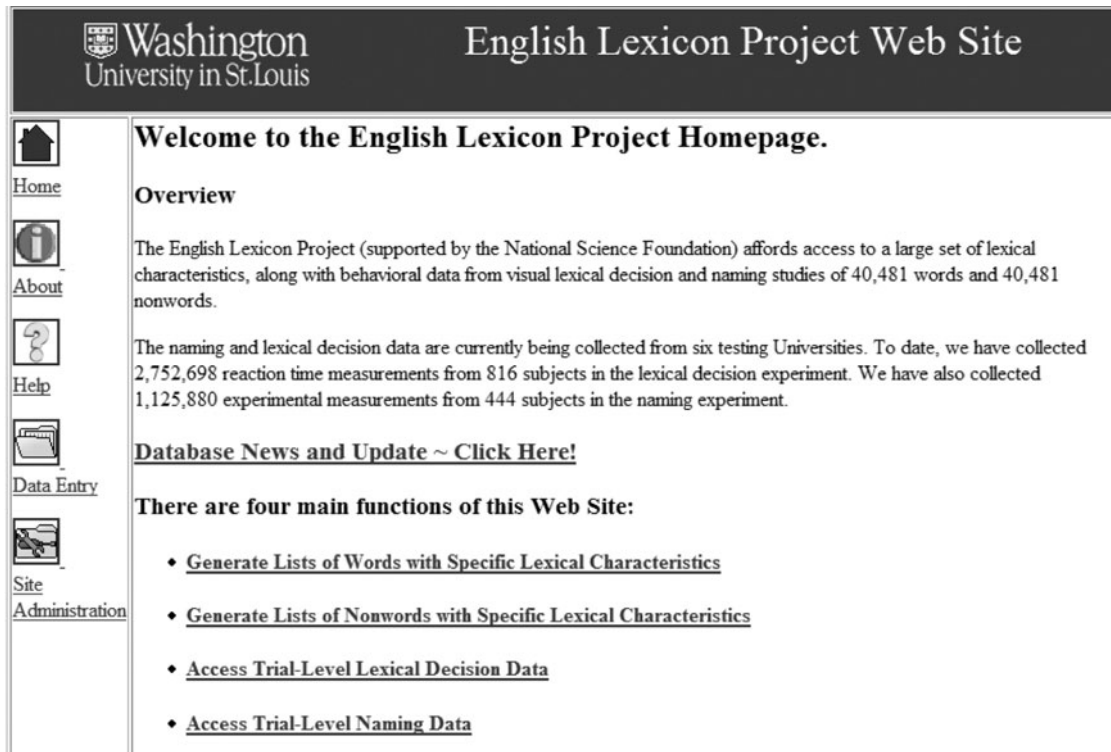 Washington
University in St.Louis
English Lexicon Project Web Site
Home
About
Help
Data Entry
Site
Administration
Welcome to the English Lexicon Project Homepage.
Overview
The English Lexicon Project (supported by the National Science Foundation) affords access to a large set of lexical
characteristics, along with behavioral data from visual lexical decision and naming studies of 40,481 words and 40,481
nonwords.
The naming and lexical decision data are currently being collected from six testing Universities. To date, we have collected
2,752,698 reaction time measurements from 816 subjects in the lexical decision experiment. We have also collected
1,125,880 experimental measurements from 444 subjects in the naming experiment.
Database News and Update ~ Click Here!
There are four main functions of this Web Site:
• Generate Lists of Words with Specific Lexical Characteristics
• Generate Lists of Nonwords with Specific Lexical Characteristics
• Access Trial-Level Lexical Decision Data
• Access Trial-Level Naming Data